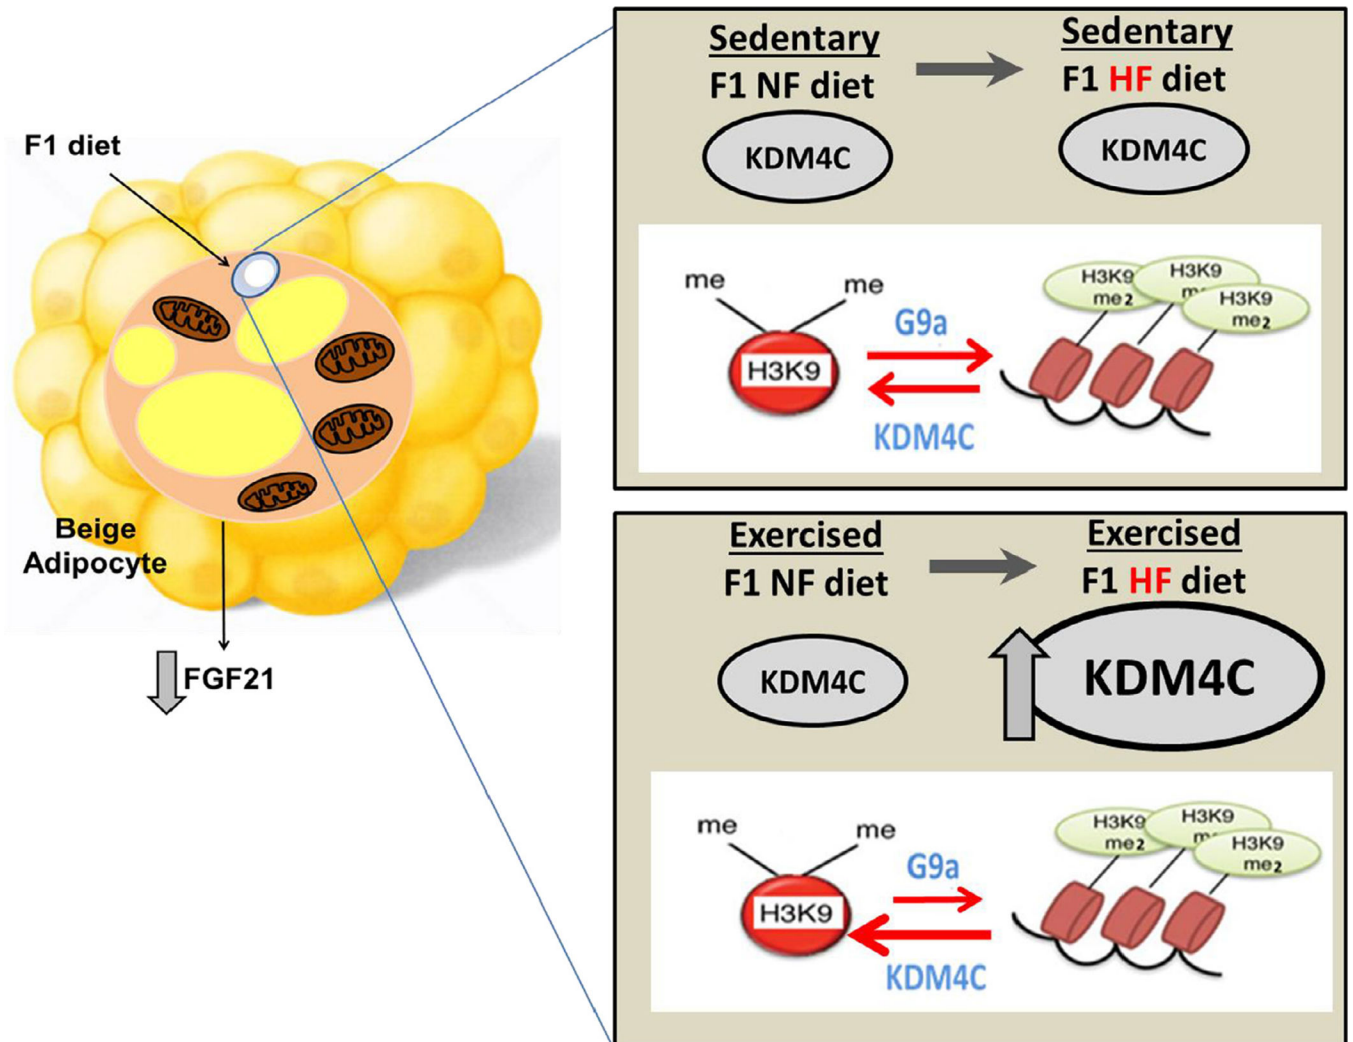 F1 diet
Beige
Adipocyte
FGF21
Sedentary
F1 NF diet
Sedentary
F1 HF diet
KDM4C
KDM4C
me
me
H3K9
G9a
KDM4C
H3K9
me2
H3K9
H3K9
me2
Exercised
F1 NF diet
Exercised
F1 HF diet
KDM4C
KDM4C
me
me
H3K9
G9a
KDM4C
H3K9
me2
H3K9
H3K9
me2